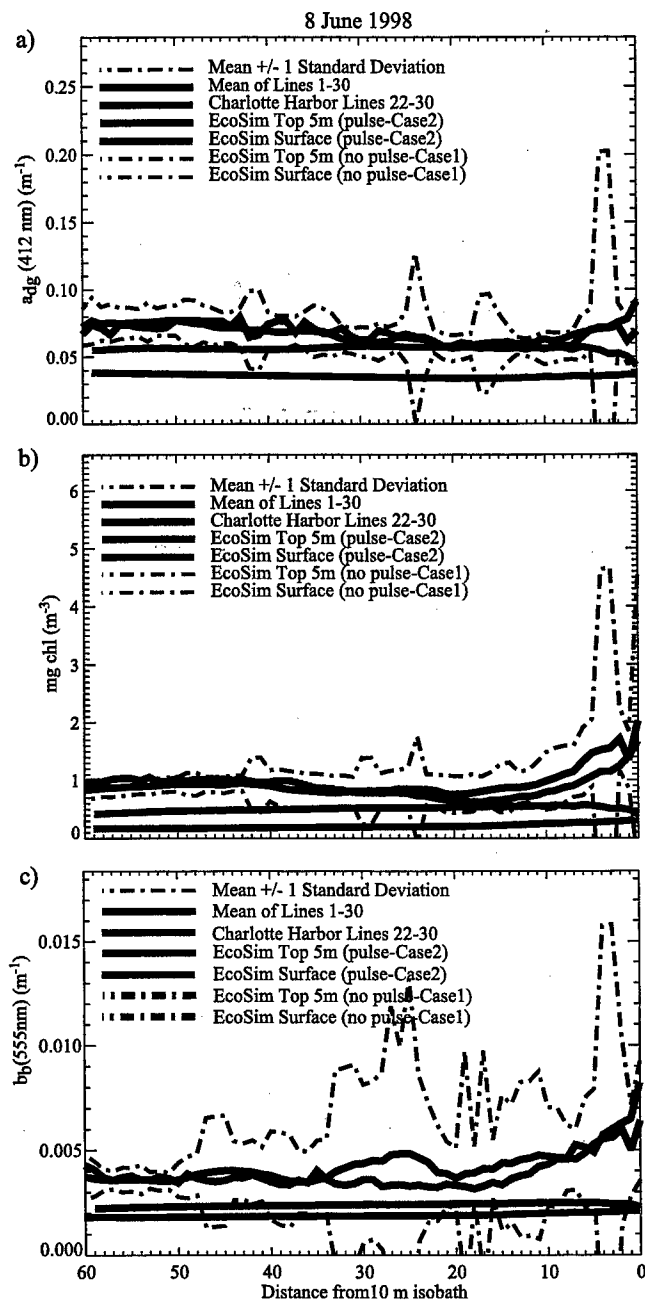 8 June 1998
a)
0.25
0.20
0.15
0.10
0.05
0.00
a_dg (412 nm) (m⁻¹)
Mean +/- 1 Standard Deviation
Mean of Lines 1-30
Charlotte Harbor Lines 22-30
EcoSim Top 5m (pulse-Case2)
EcoSim Surface (pulse-Case2)
EcoSim Top 5m (no pulse-Case1)
EcoSim Surface (no pulse-Case1)
b)
6
5
4
3
2
1
0
mg chl (m⁻³)
Mean +/- 1 Standard Deviation
Mean of Lines 1-30
Charlotte Harbor Lines 22-30
EcoSim Top 5m (pulse-Case2)
EcoSim Surface (pulse-Case2)
EcoSim Top 5m (no pulse-Case1)
EcoSim Surface (no pulse-Case1)
c)
0.015
0.010
0.005
0.000
b_b(555nm) (m⁻¹)
Mean +/- 1 Standard Deviation
Mean of Lines 1-30
Charlotte Harbor Lines 22-30
EcoSim Top 5m (pulse-Case2)
EcoSim Surface (pulse-Case2)
EcoSim Top 5m (no pulse-Case1)
EcoSim Surface (no pulse-Case1)
60 50 40 30 20 10 0
Distance from10 m isobath